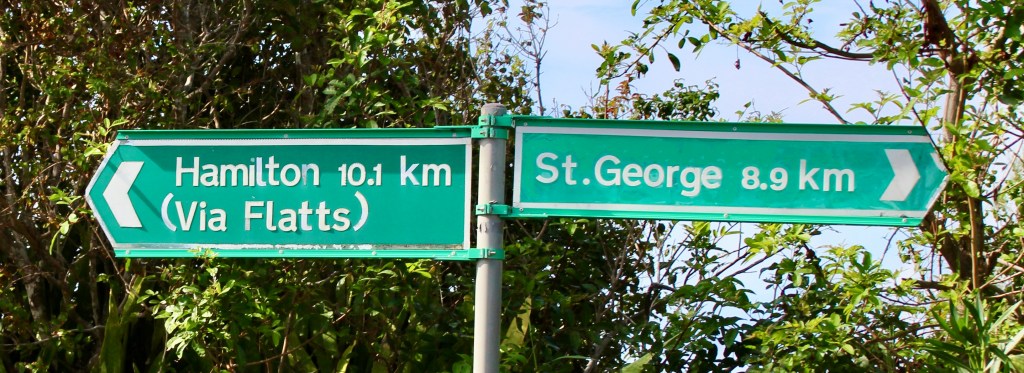 Hamilton 10.1 km
(Via Flatts)
St.George 8.9 km